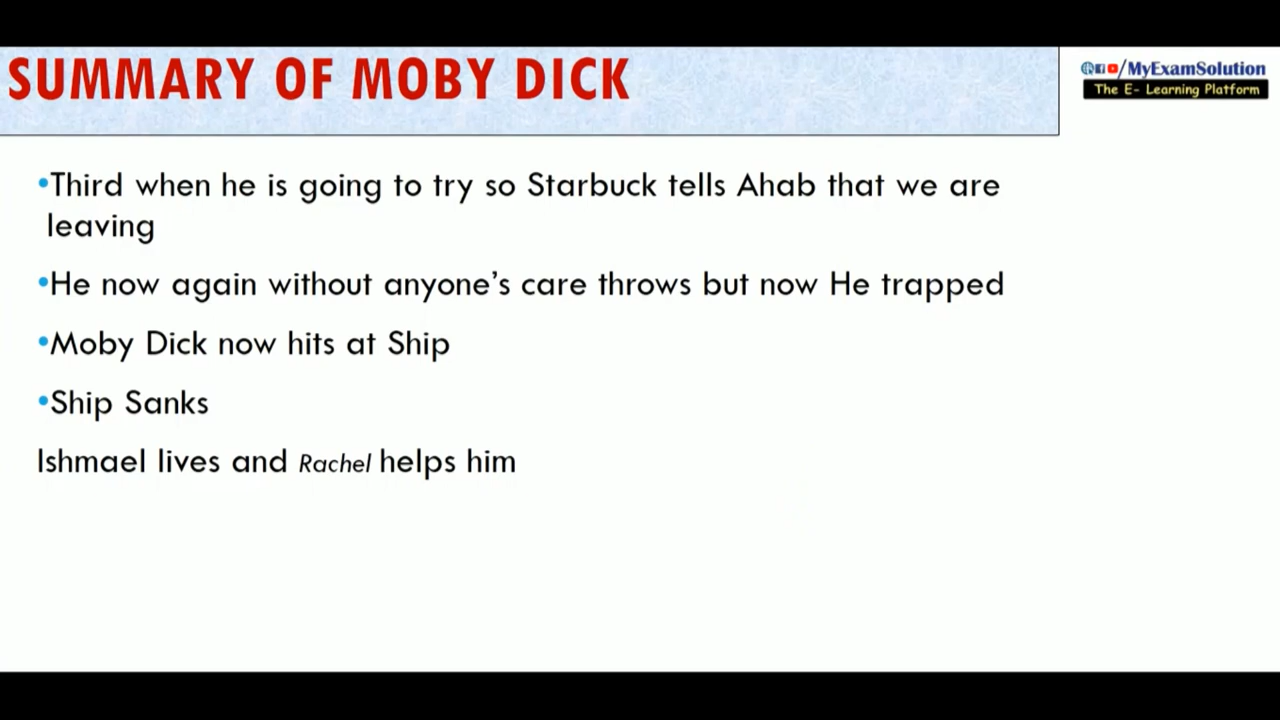 SUMMARY OF MOBY DICK
/MyExamSolution
The E- Learning Platform
•Third when he is going to try so Starbuck tells Ahab that we are
leaving
•He now again without anyone's care throws but now He trapped
•Moby Dick now hits at Ship
•Ship Sanks
Ishmael lives and Rachel helps him